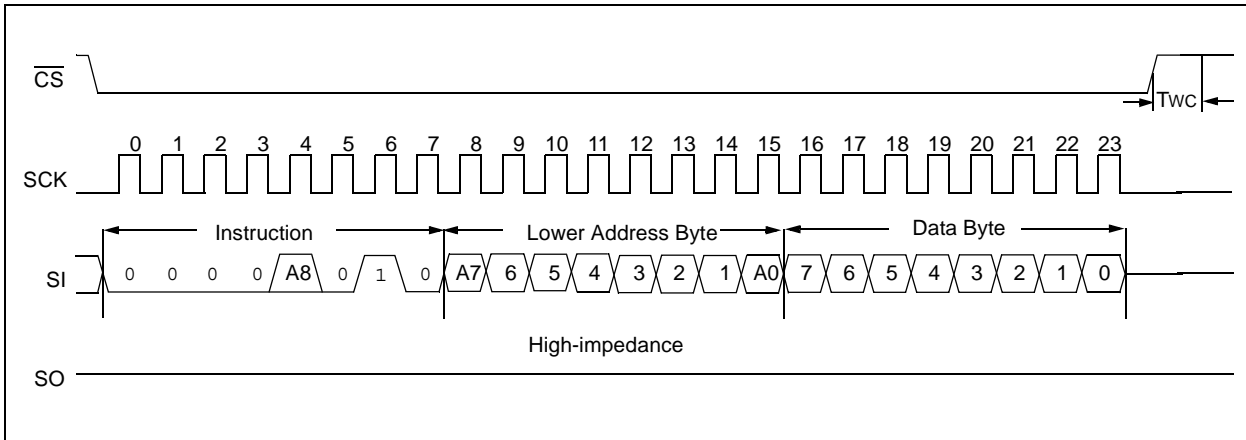 CS
TWC
0 1 2 3 4 5 6 7 8 9 10 11 12 13 14 15 16 17 18 19 20 21 22 23
SCK
Instruction Lower Address Byte Data Byte
SI 0 0 0 0 A8 0 1 0 A7 6 5 4 3 2 1 A0 7 6 5 4 3 2 1 0
High-impedance
SO